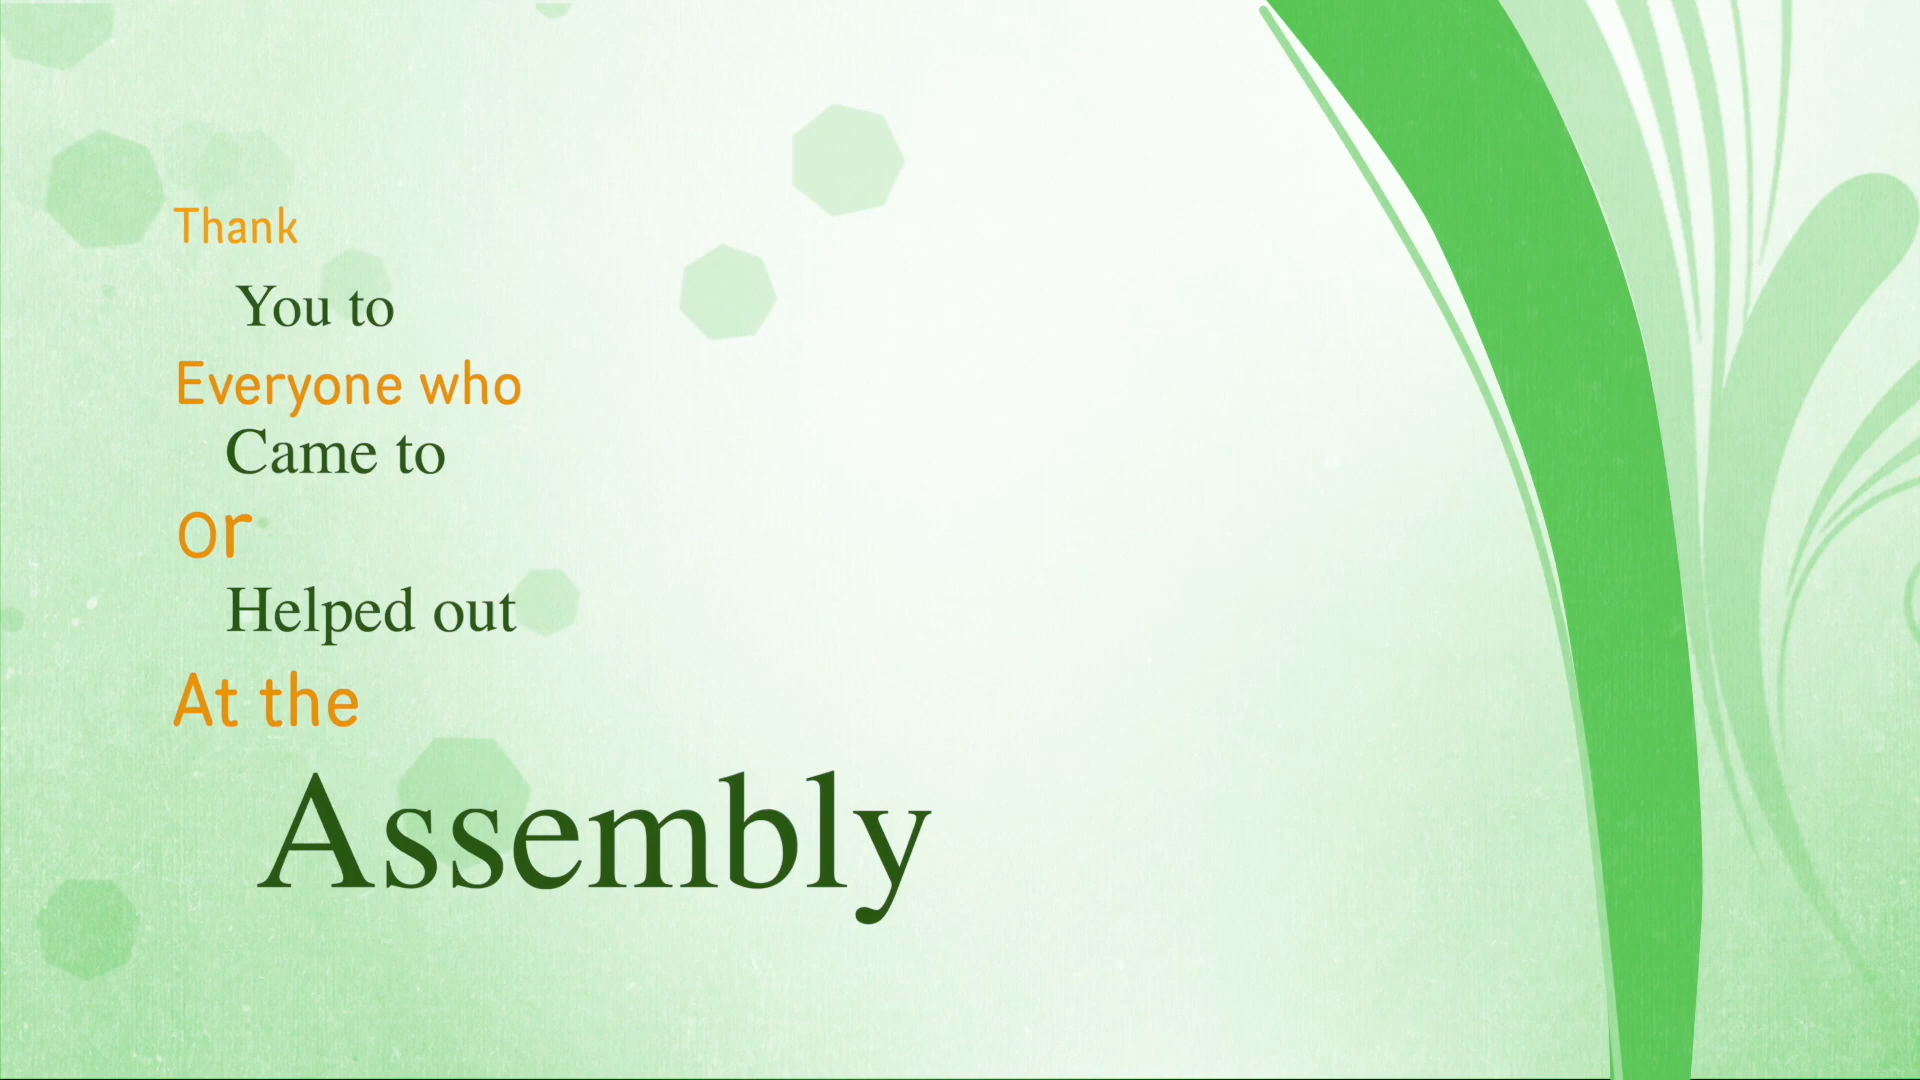 Thank
You to
Everyone who
Came to
or
Helped out
At the
Assembly